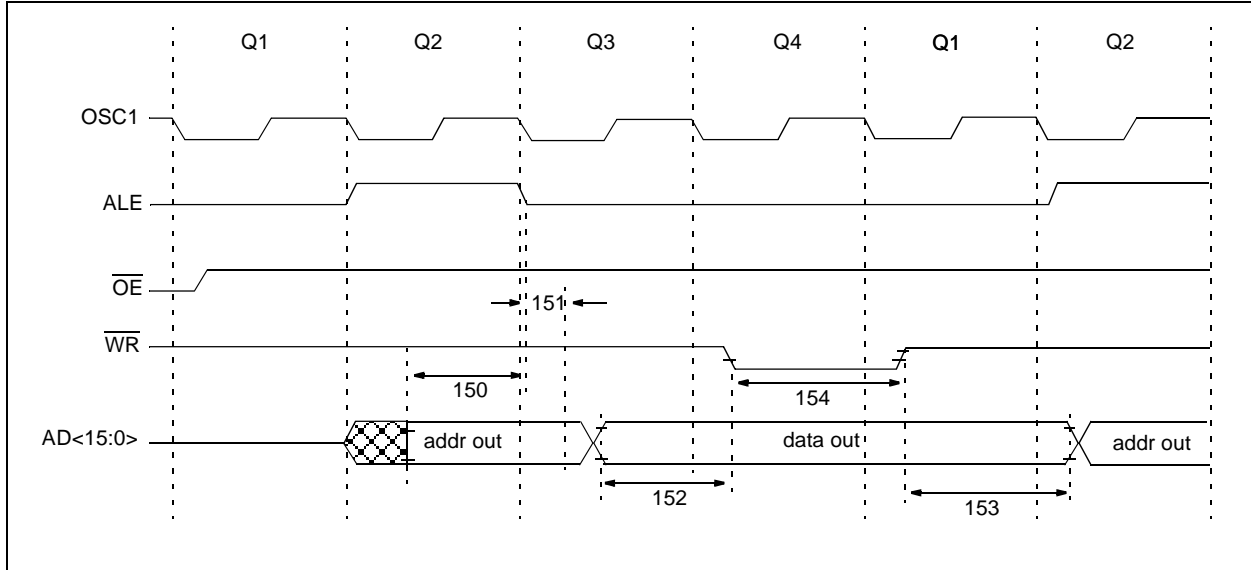 Q1 Q2 Q3 Q4 Q1 Q2
OSC1
ALE
OE
151
WR
150
154
AD<15:0>
addr out data out addr out
152
153